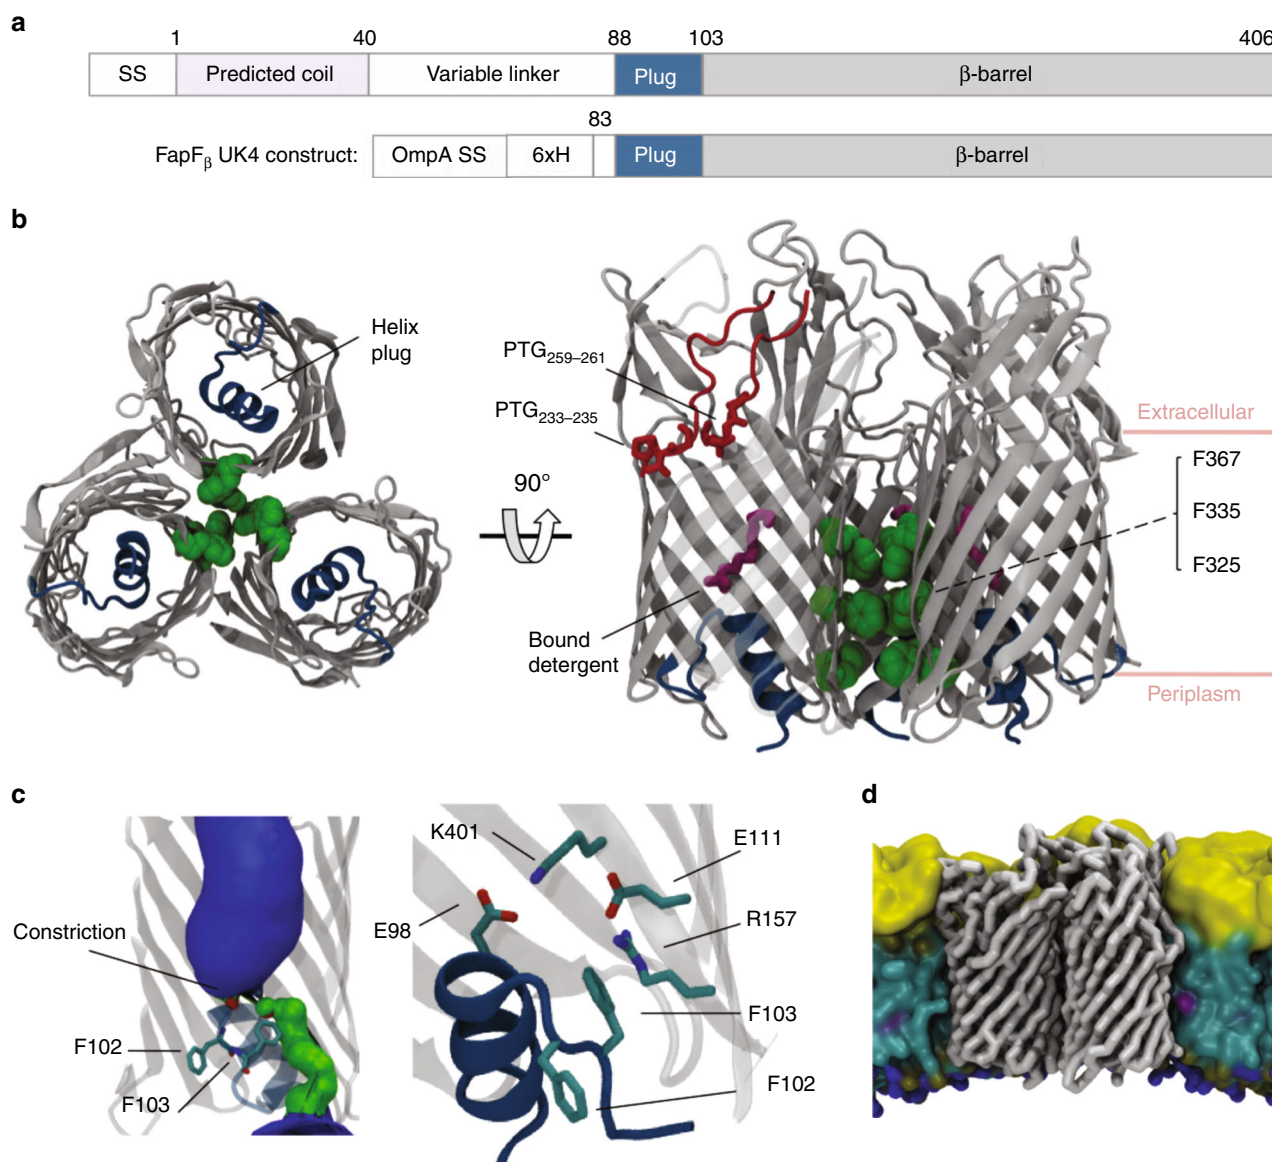 a
1 40 88 103 406
SS Predicted coil Variable linker Plug β-barrel
83
FapFβ UK4 construct: OmpA SS 6xH Plug β-barrel
b
Helix
plug
PTG259–261
PTG233–235
90°
Bound
detergent
Extracellular
F367
F335
F325
Periplasm
c
Constriction
F102
F103
K401
E111
E98
R157
F103
F102
d